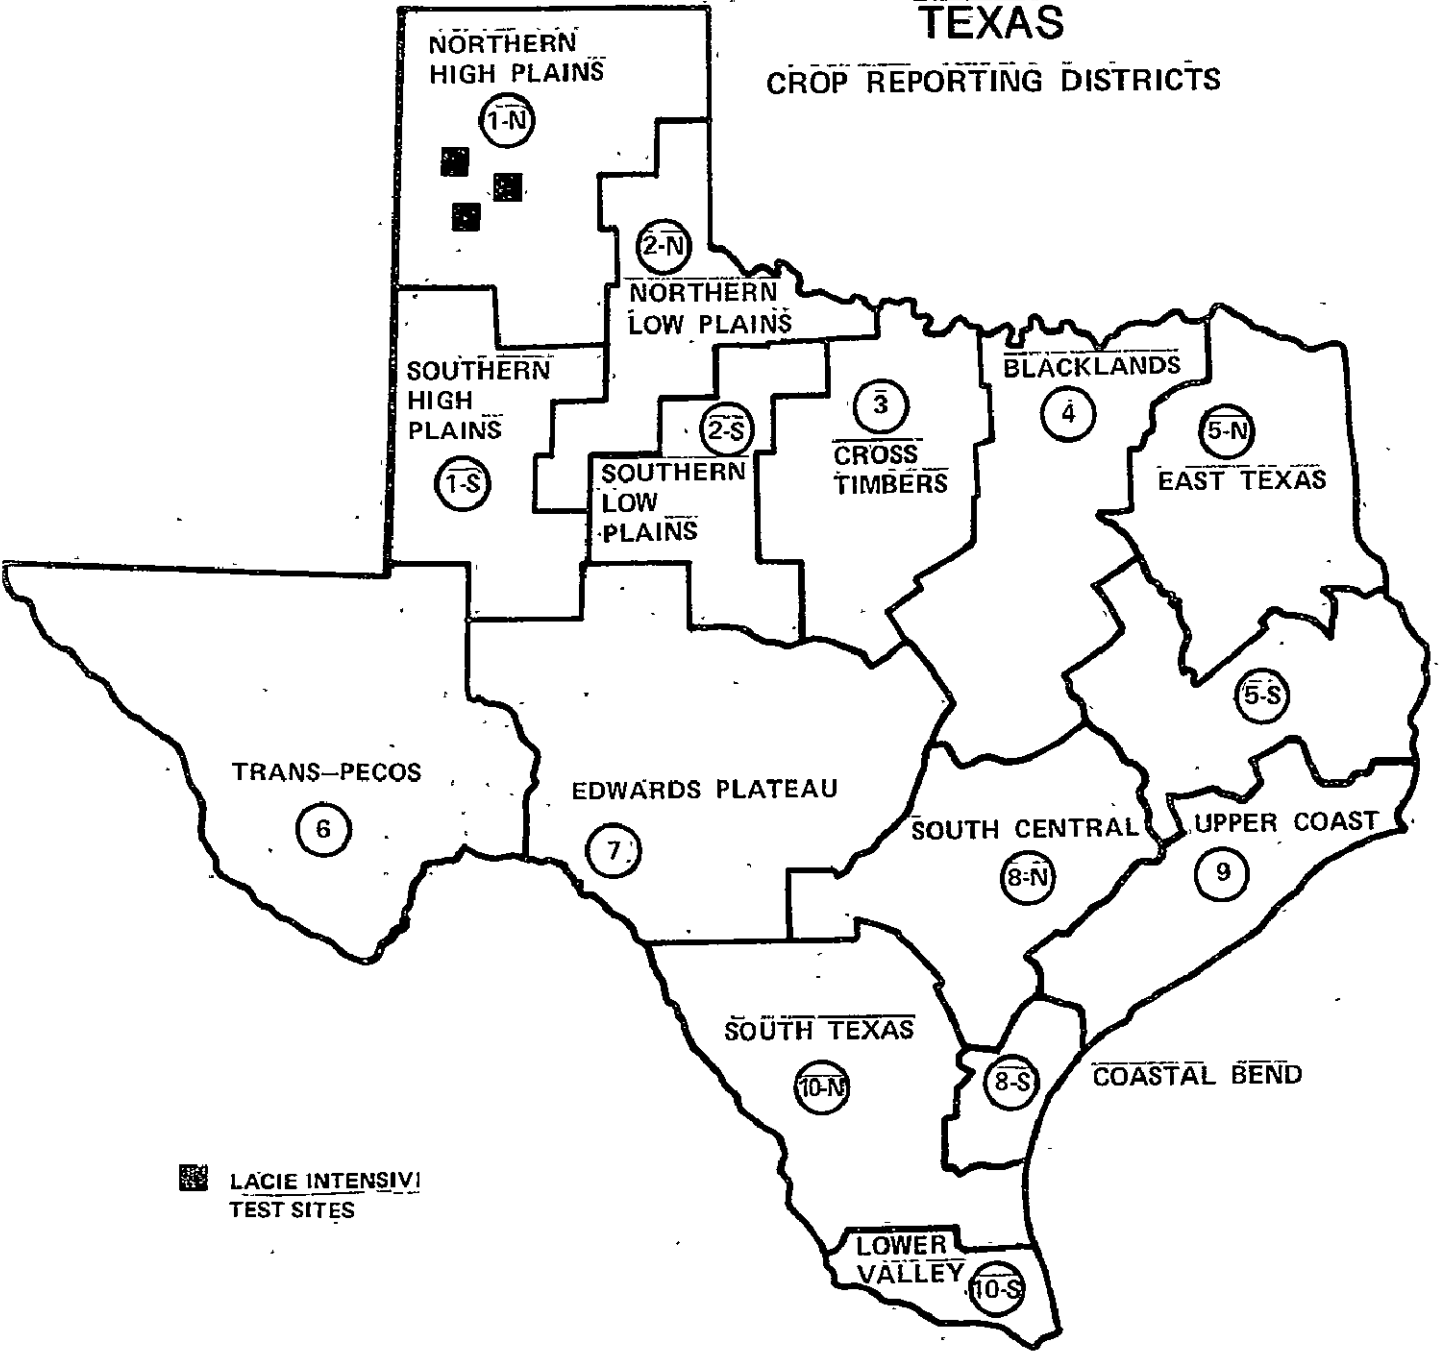 TEXAS
CROP REPORTING DISTRICTS
NORTHERN
HIGH PLAINS
1-N
2-N
NORTHERN
LOW PLAINS
SOUTHERN
HIGH
PLAINS
1-S
2-S
SOUTHERN
LOW
PLAINS
3
CROSS
TIMBERS
BLACKLANDS
4
5-N
EAST TEXAS
5-S
TRANS-PECOS
6
EDWARDS PLATEAU
7
SOUTH CENTRAL
8-N
UPPER COAST
9
SOUTH TEXAS
10-N
8-S
COASTAL BEND
LACIE INTENSIVI
TEST SITES
LOWER
VALLEY
10-S